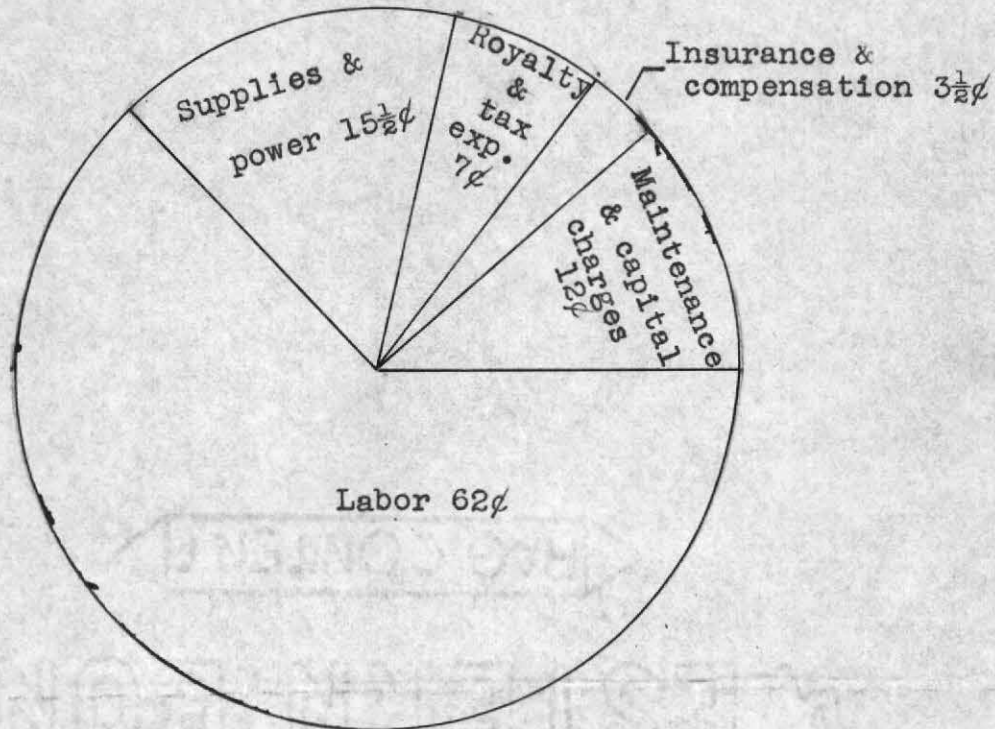 Supplies &
power 15½¢
Royalty
&
tax
exp.
7¢
Insurance &
compensation 3½¢
Maintenance
& capital
charges
12¢
Labor 62¢